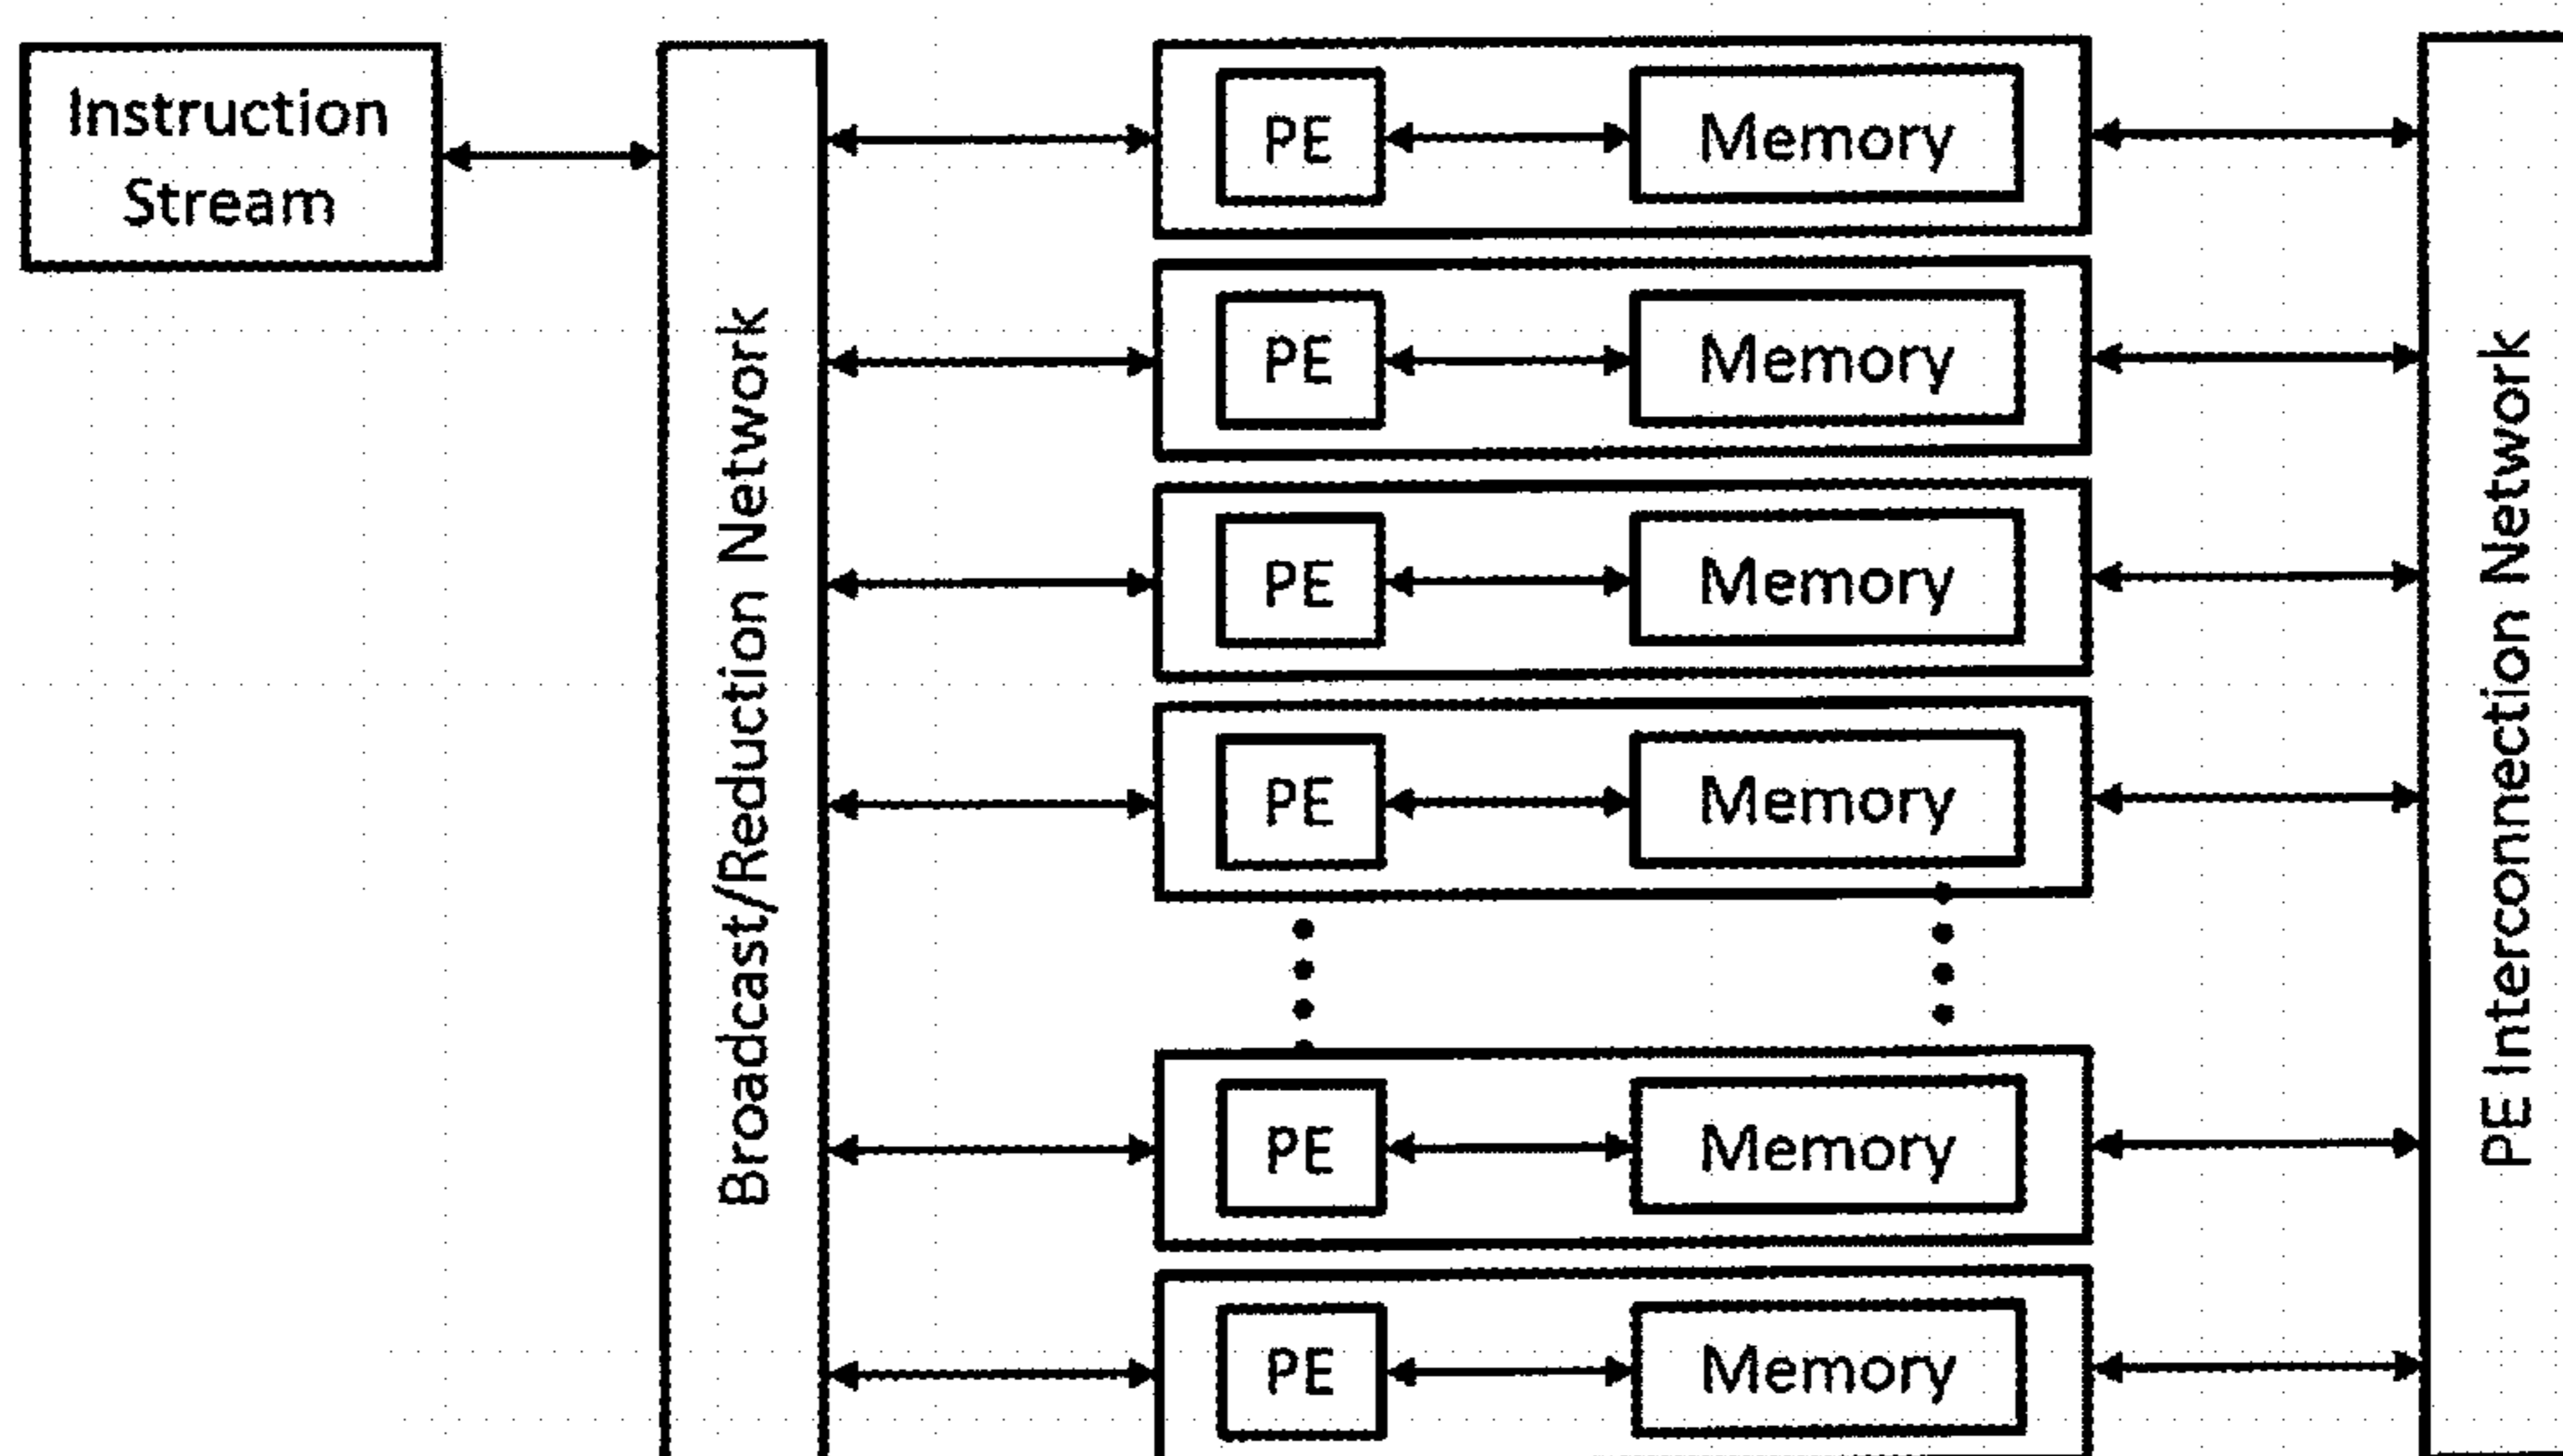 Instruction
Stream
Broadcast/Reduction Network
PE
Memory
PE
Memory
PE
Memory
PE
Memory
PE
Memory
PE
Memory
PE Interconnection Network